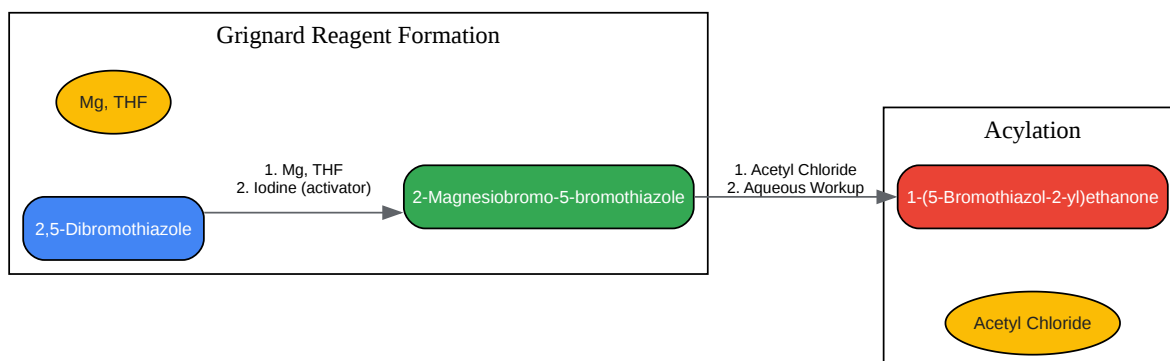 Grignard Reagent Formation
Mg, THF
2,5-Dibromothiazole
1. Mg, THF
2. Iodine (activator)
2-Magnesiobromo-5-bromothiazole
1. Acetyl Chloride
2. Aqueous Workup
Acylation
1-(5-Bromothiazol-2-yl)ethanone
Acetyl Chloride